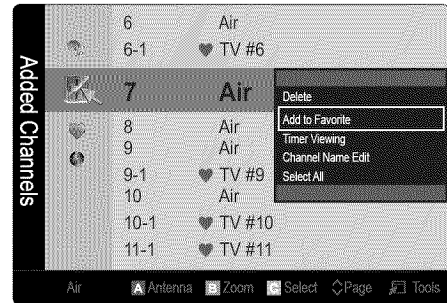 Added Channels
6 Air
6-1 TV #6
7 Air
8 Air
9 Air
9-1 TV #9
10 Air
10-1 TV #10
11-1 TV #11
Delete
Add to Favorite
Timer Viewing
Channel Name Edit
Select All
Air A Antenna B Zoom C Select Page Tools